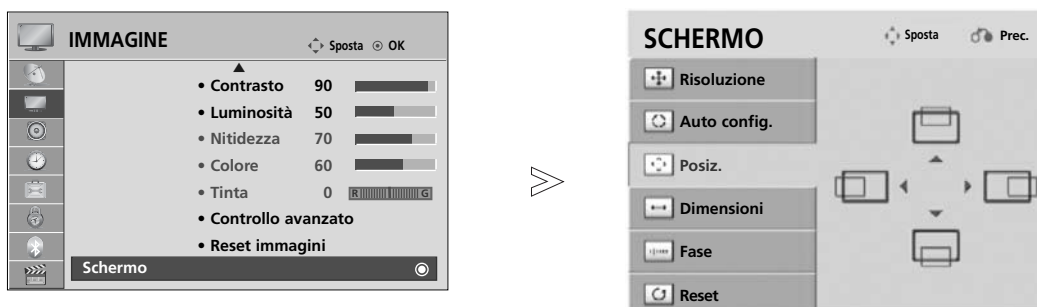 IMMAGINE
Sposta OK
• Contrasto 90
• Luminosità 50
• Nitidezza 70
• Colore 60
• Tinta 0 R G
• Controllo avanzato
• Reset immagini
Schermo
SCHERMO
Sposta Prec.
Risoluzione
Auto config.
Posiz.
Dimensioni
Fase
Reset